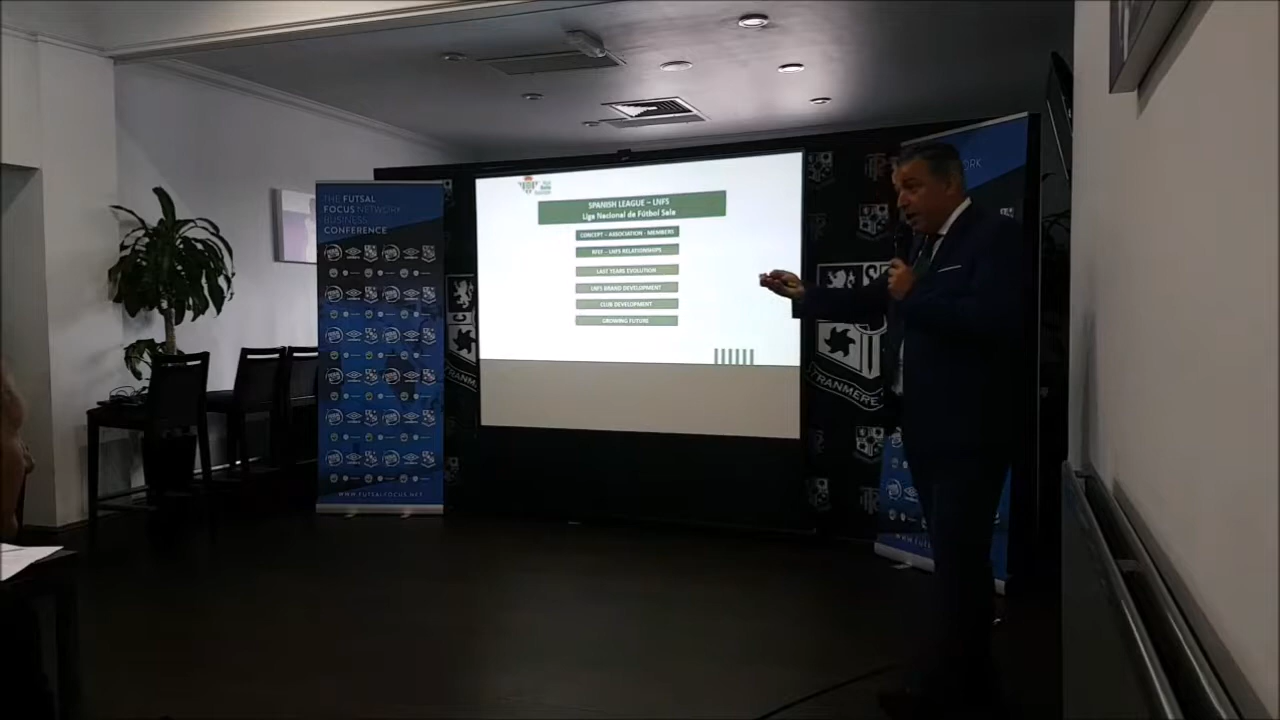 THE FUTSAL
FOCUS NETWORK
BUSINESS
CONFERENCE
WWW.FUTSALFOCUS.NET
SPANISH LEAGUE – LNFS
Liga Nacional de Fútbol Sala
CONCEPT – ASSOCIATION - MEMBERS
RFEF – LNFS RELATIONSHIPS
LAST YEARS EVOLUTION
LNFS BRAND DEVELOPMENT
CLUB DEVELOPMENT
GROWING FUTURE
TRANMERE